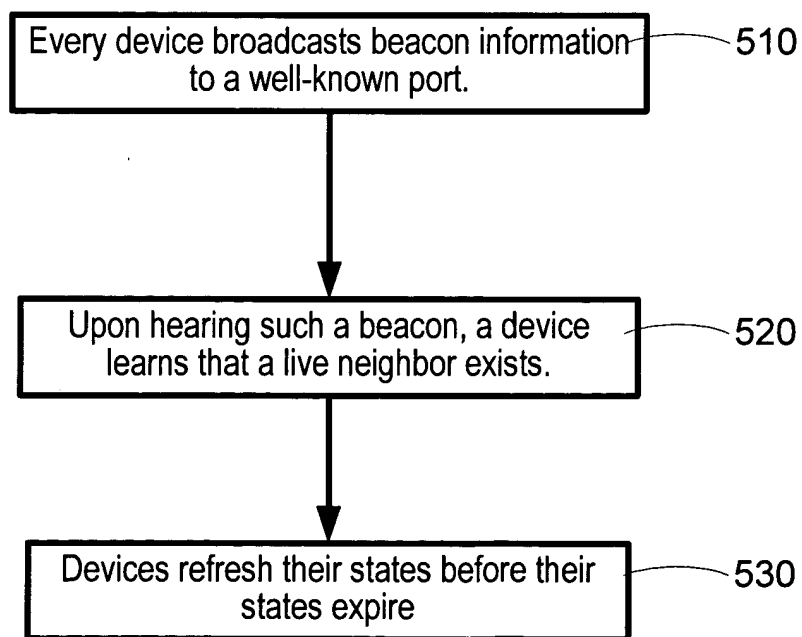 Every device broadcasts beacon information
to a well-known port.
510
Upon hearing such a beacon, a device
learns that a live neighbor exists.
520
Devices refresh their states before their
states expire
530